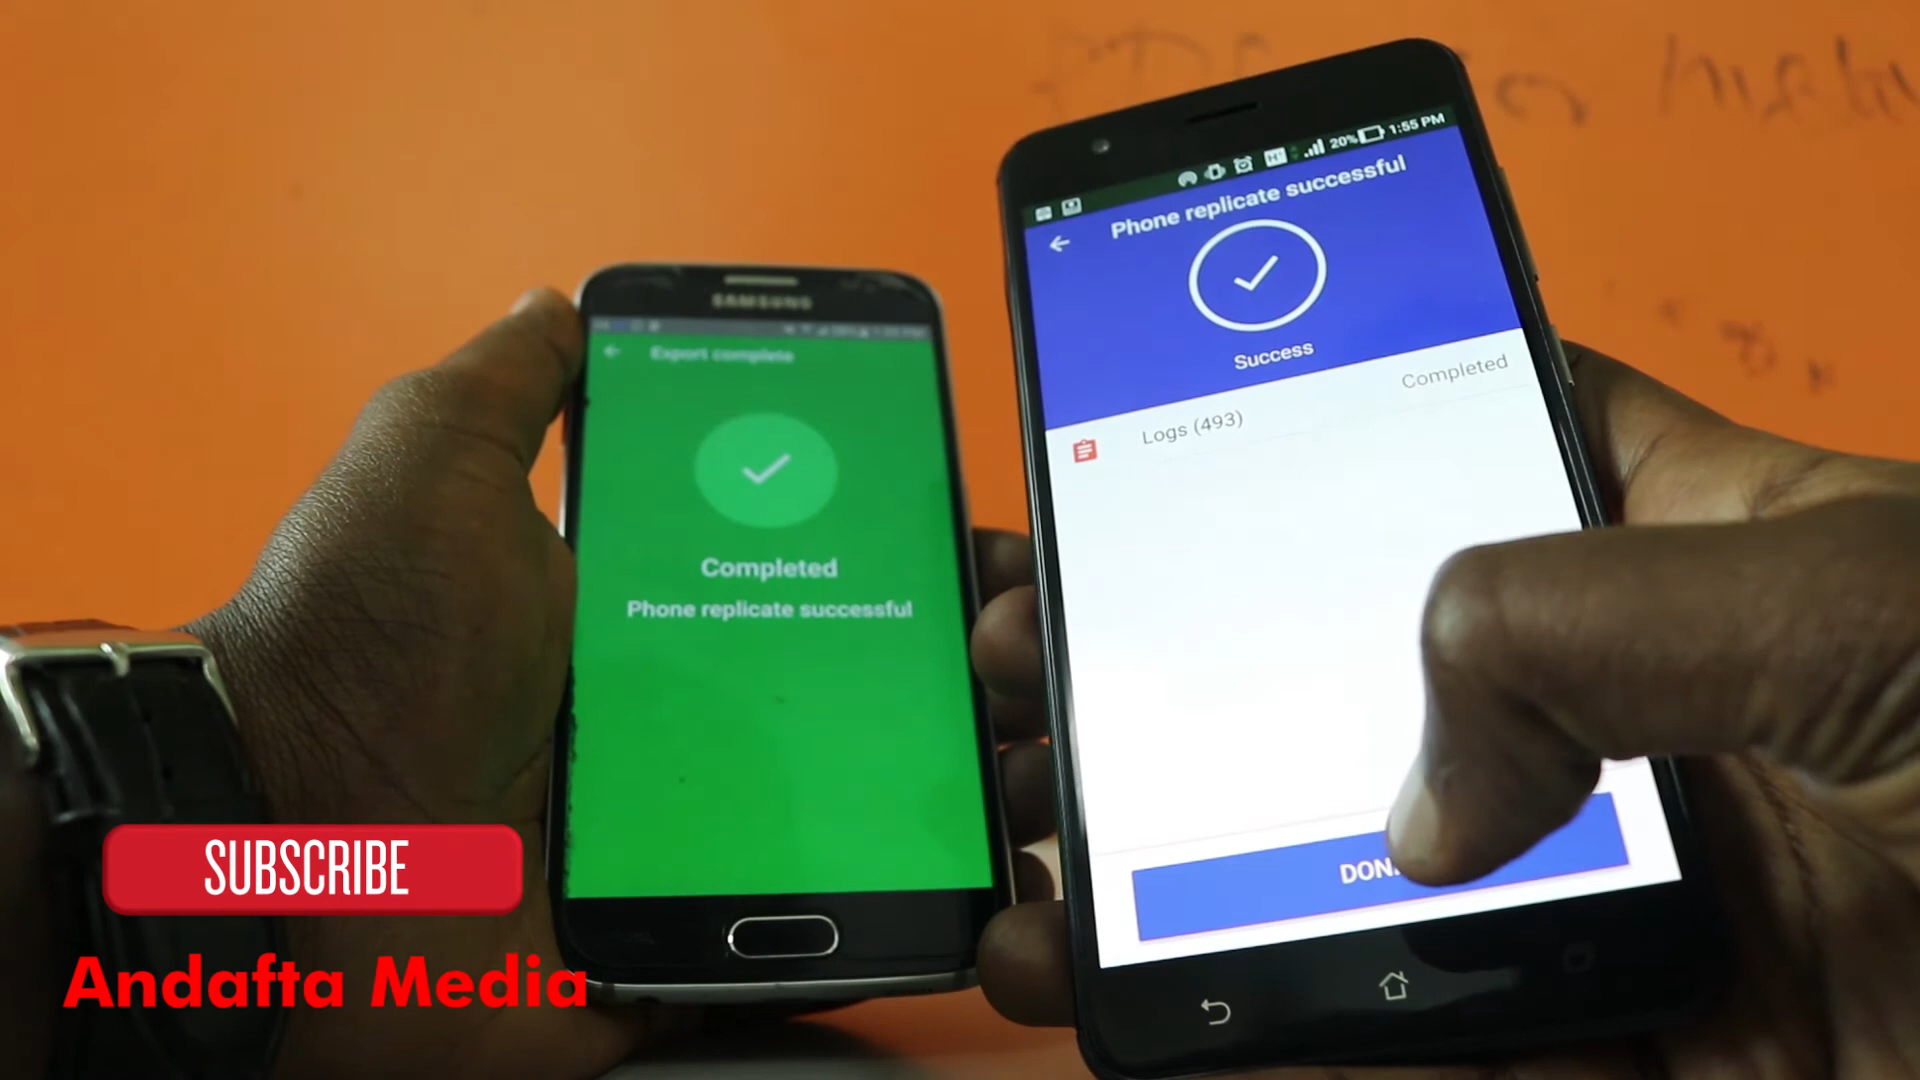 SAMSUNG
Export complete
Completed
Phone replicate successful
20% 1:55 PM
Phone replicate successful
Success
Completed
Logs (493)
SUBSCRIBE
Andafta Media